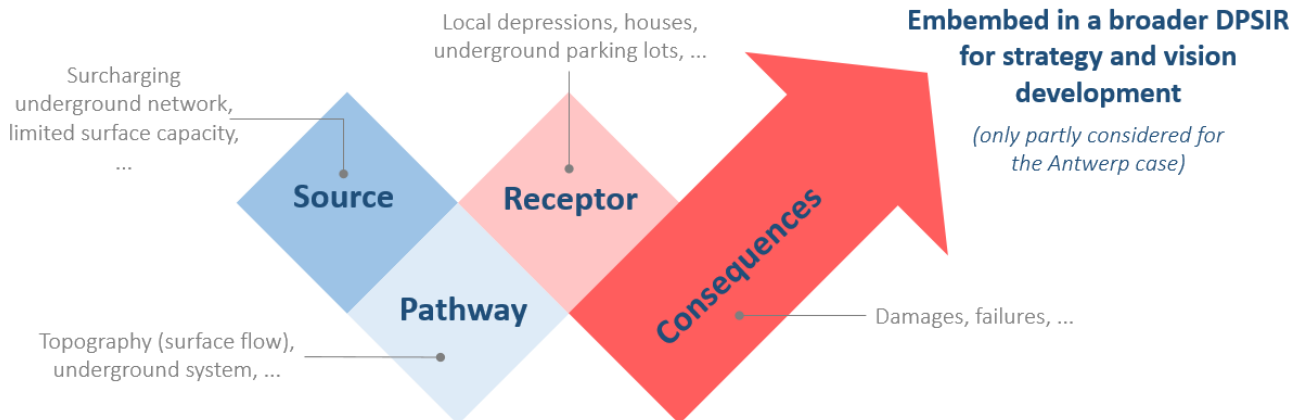 Local depressions, houses,
underground parking lots, ...
Embembed in a broader DPSIR
for strategy and vision
development
(only partly considered for
the Antwerp case)
Surcharging
underground network,
limited surface capacity,
...
Source
Receptor
Consequences
Pathway
Topography (surface flow),
underground system, ...
Damages, failures, ...